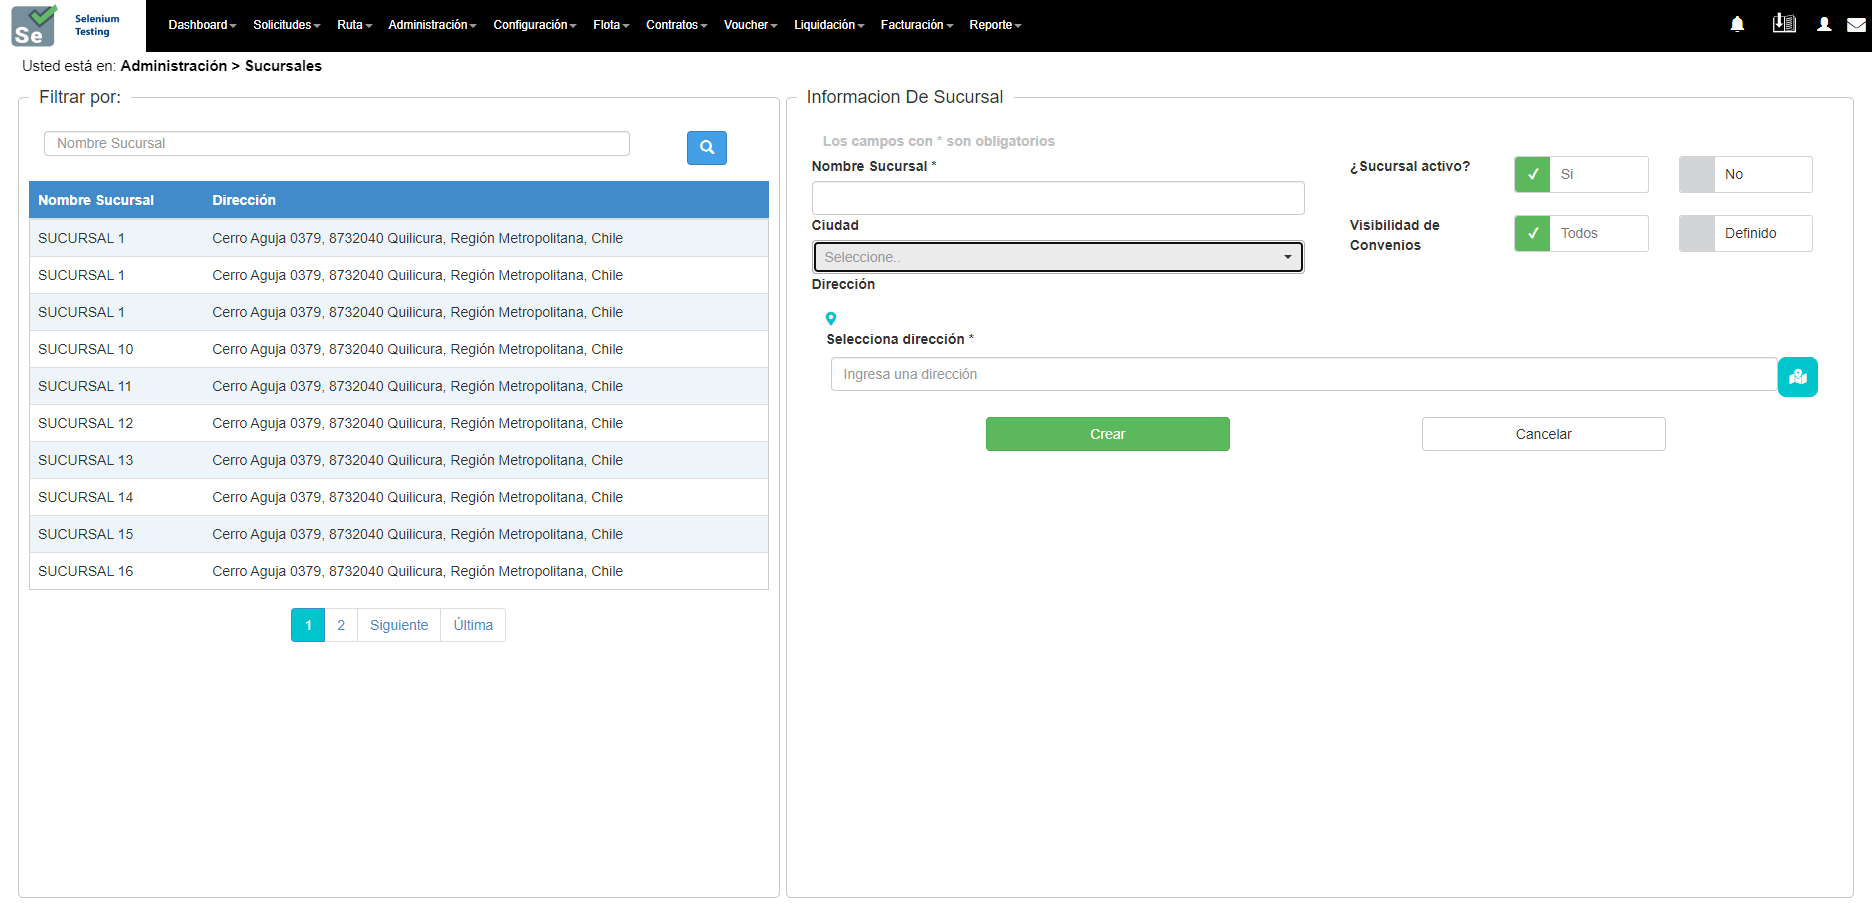 Se Selenium Testing
Dashboard Solicitudes Ruta Administración Configuración Flota Contratos Voucher Liquidación Facturación Reporte
Usted está en: Administración > Sucursales
Filtrar por:
Nombre Sucursal
Nombre Sucursal Dirección
SUCURSAL 1 Cerro Aguja 0379, 8732040 Quilicura, Región Metropolitana, Chile
SUCURSAL 1 Cerro Aguja 0379, 8732040 Quilicura, Región Metropolitana, Chile
SUCURSAL 1 Cerro Aguja 0379, 8732040 Quilicura, Región Metropolitana, Chile
SUCURSAL 10 Cerro Aguja 0379, 8732040 Quilicura, Región Metropolitana, Chile
SUCURSAL 11 Cerro Aguja 0379, 8732040 Quilicura, Región Metropolitana, Chile
SUCURSAL 12 Cerro Aguja 0379, 8732040 Quilicura, Región Metropolitana, Chile
SUCURSAL 13 Cerro Aguja 0379, 8732040 Quilicura, Región Metropolitana, Chile
SUCURSAL 14 Cerro Aguja 0379, 8732040 Quilicura, Región Metropolitana, Chile
SUCURSAL 15 Cerro Aguja 0379, 8732040 Quilicura, Región Metropolitana, Chile
SUCURSAL 16 Cerro Aguja 0379, 8732040 Quilicura, Región Metropolitana, Chile
1 2 Siguiente Última
Informacion De Sucursal
Los campos con * son obligatorios
Nombre Sucursal *
¿Sucursal activo? Si No
Ciudad
Seleccione..
Visibilidad de
Convenios
Todos Definido
Dirección
Selecciona dirección *
Ingresa una dirección
Crear Cancelar